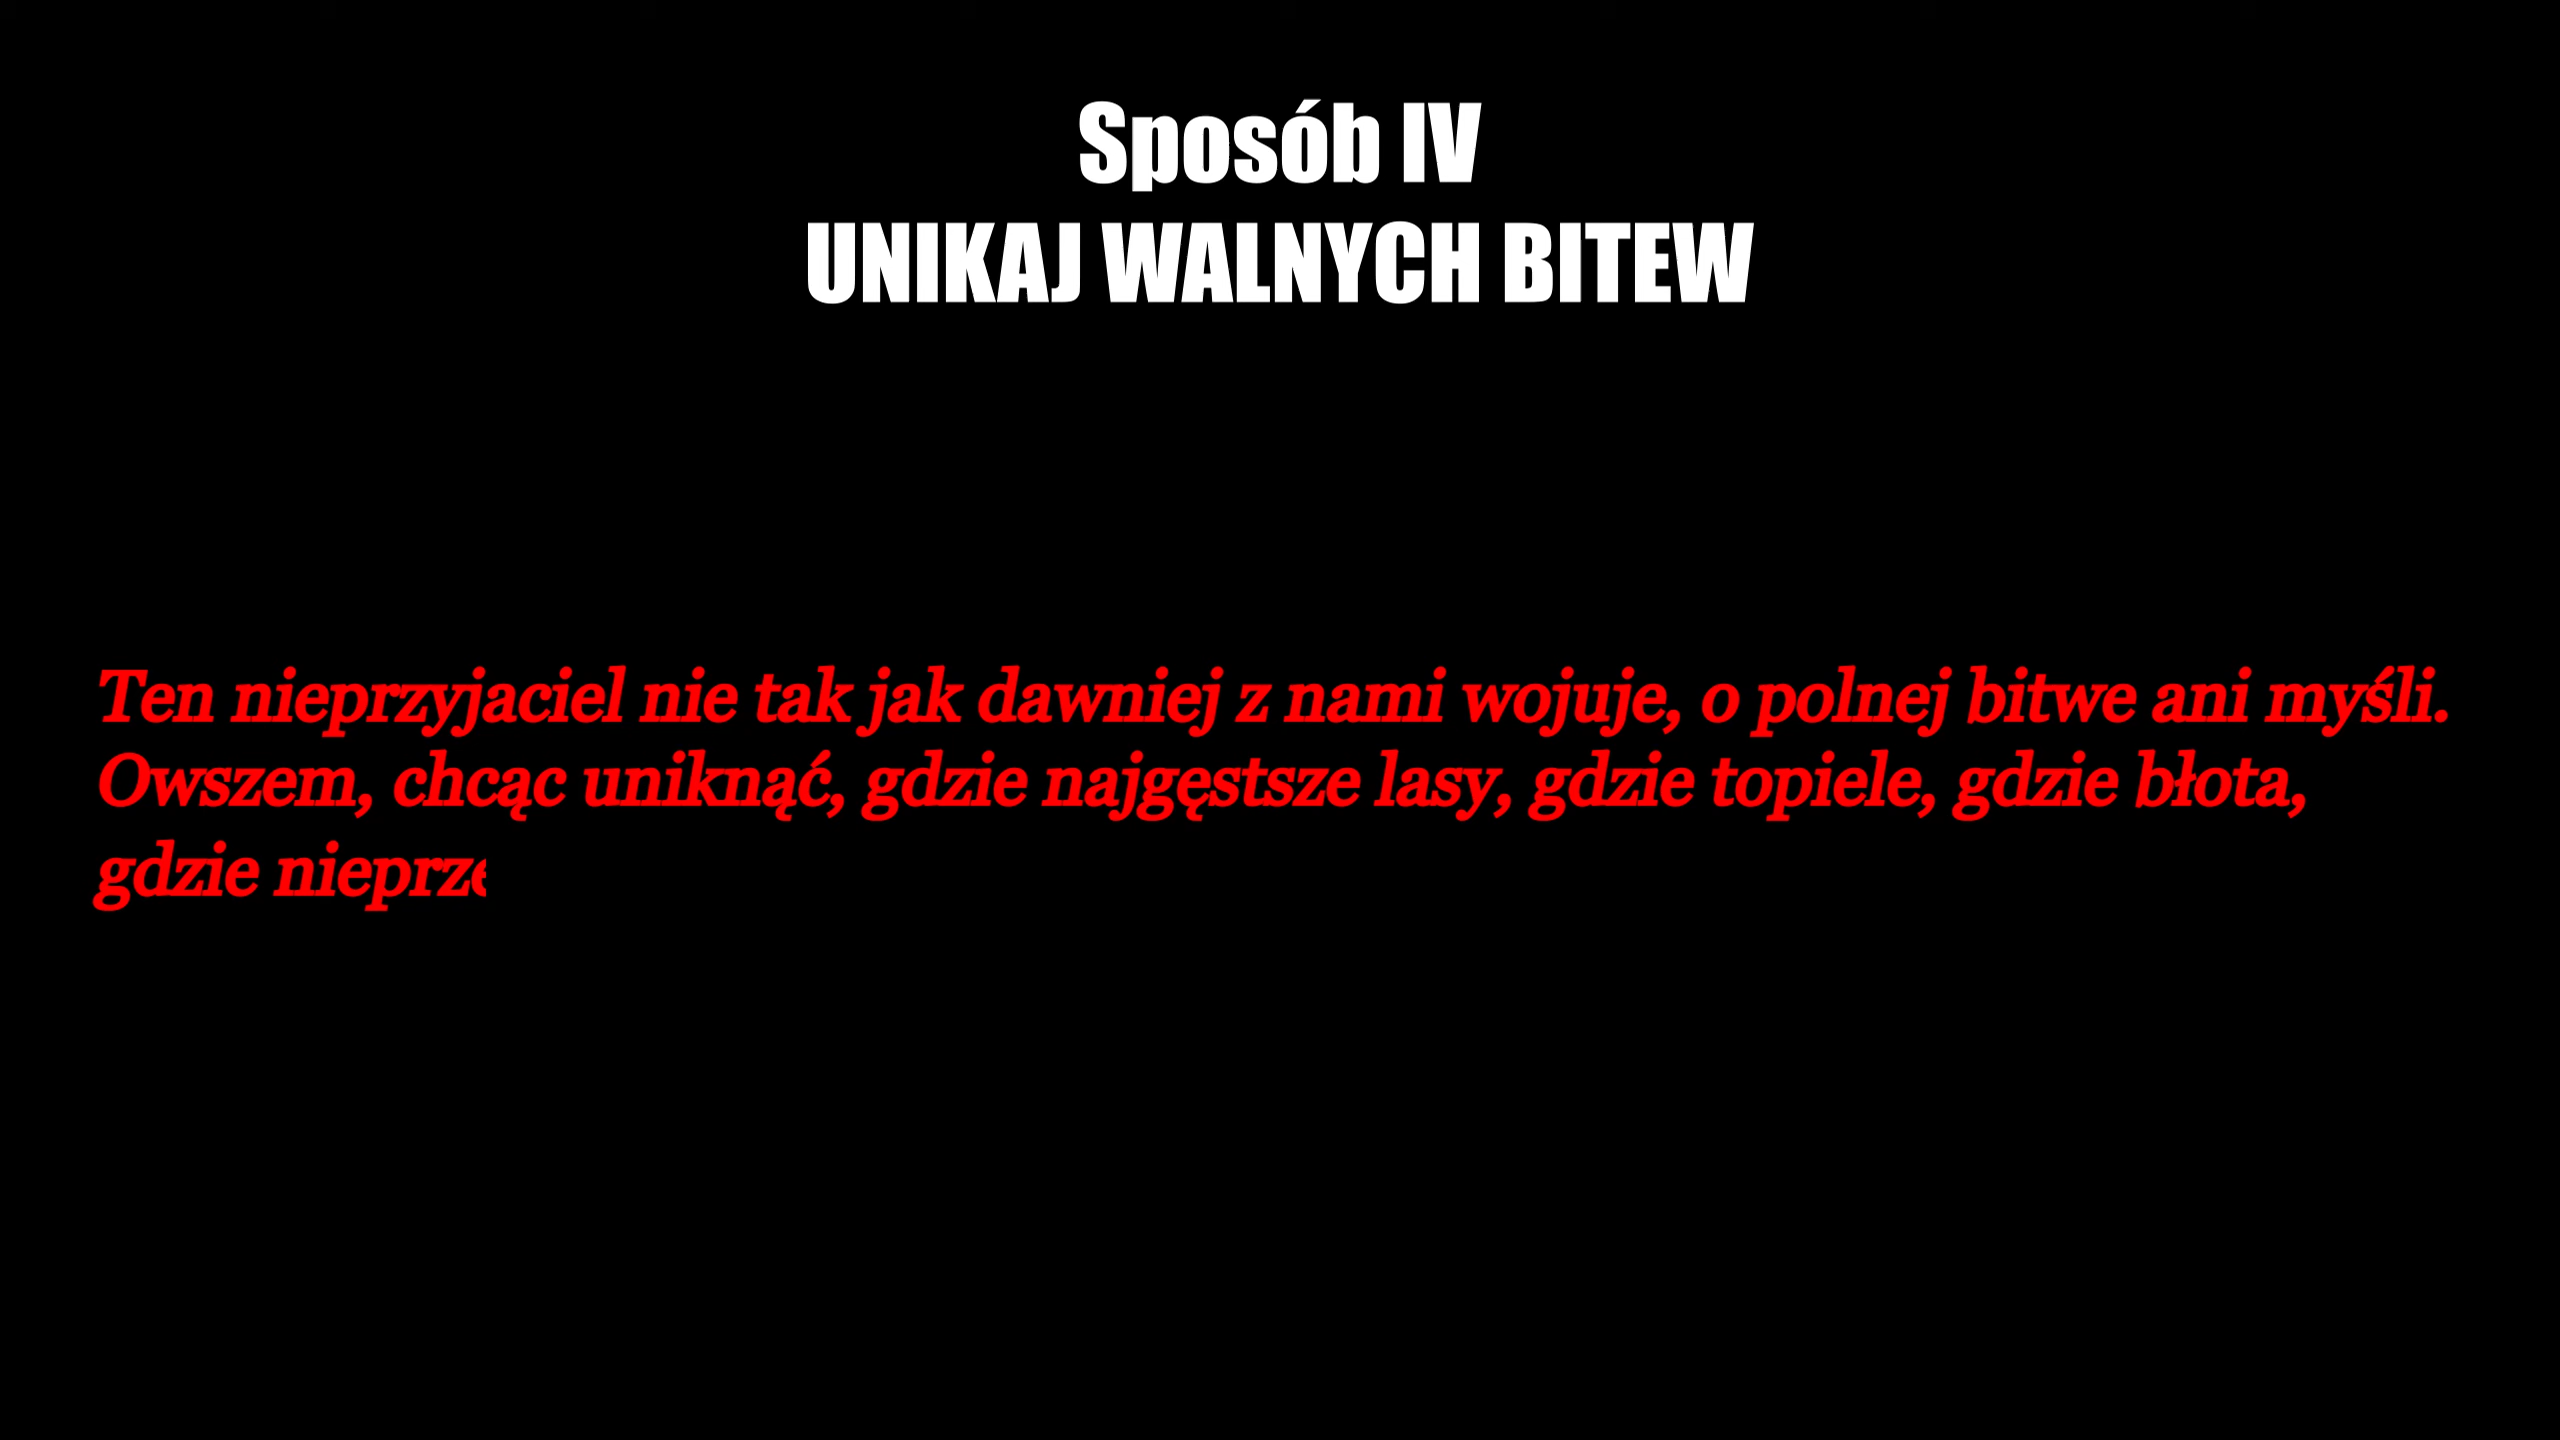 Sposób IV
UNIKAJ WALNYCH BITEW
Ten nieprzyjaciel nie tak jak dawniej z nami wojuje, o polnej bitwe ani myśli.
Owszem, chcąc uniknąć, gdzie najgęstsze lasy, gdzie topiele, gdzie błota,
gdzie nieprze